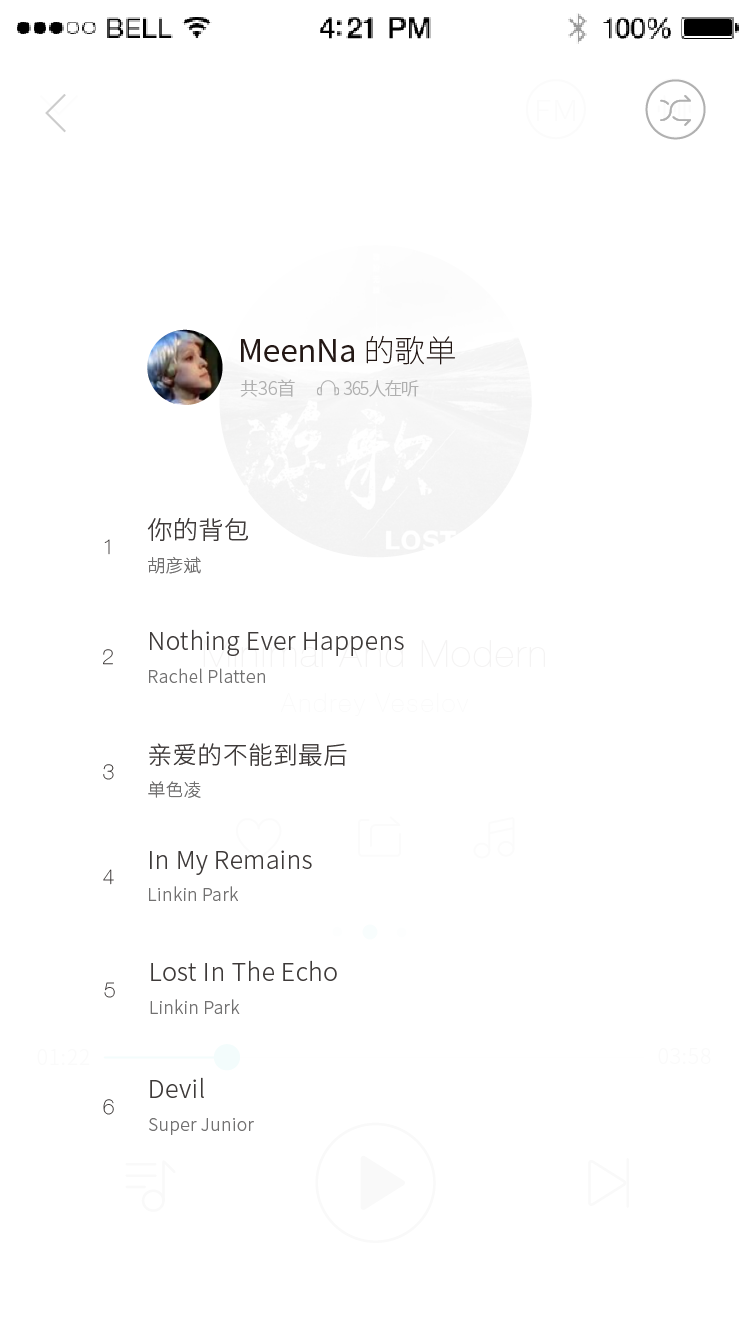 BELL 4:21 PM 100%
FM
MeenNa 的歌单
共36首 365人在听
游歌
LOST
1 你的背包
胡彦斌
2 Nothing Ever Happens
Rachel Platten
Minimal And Modern
3 亲爱的不能到最后
单色凌
4 In My Remains
Linkin Park
5 Lost In The Echo
Linkin Park
01:22 03:58
6 Devil
Super Junior